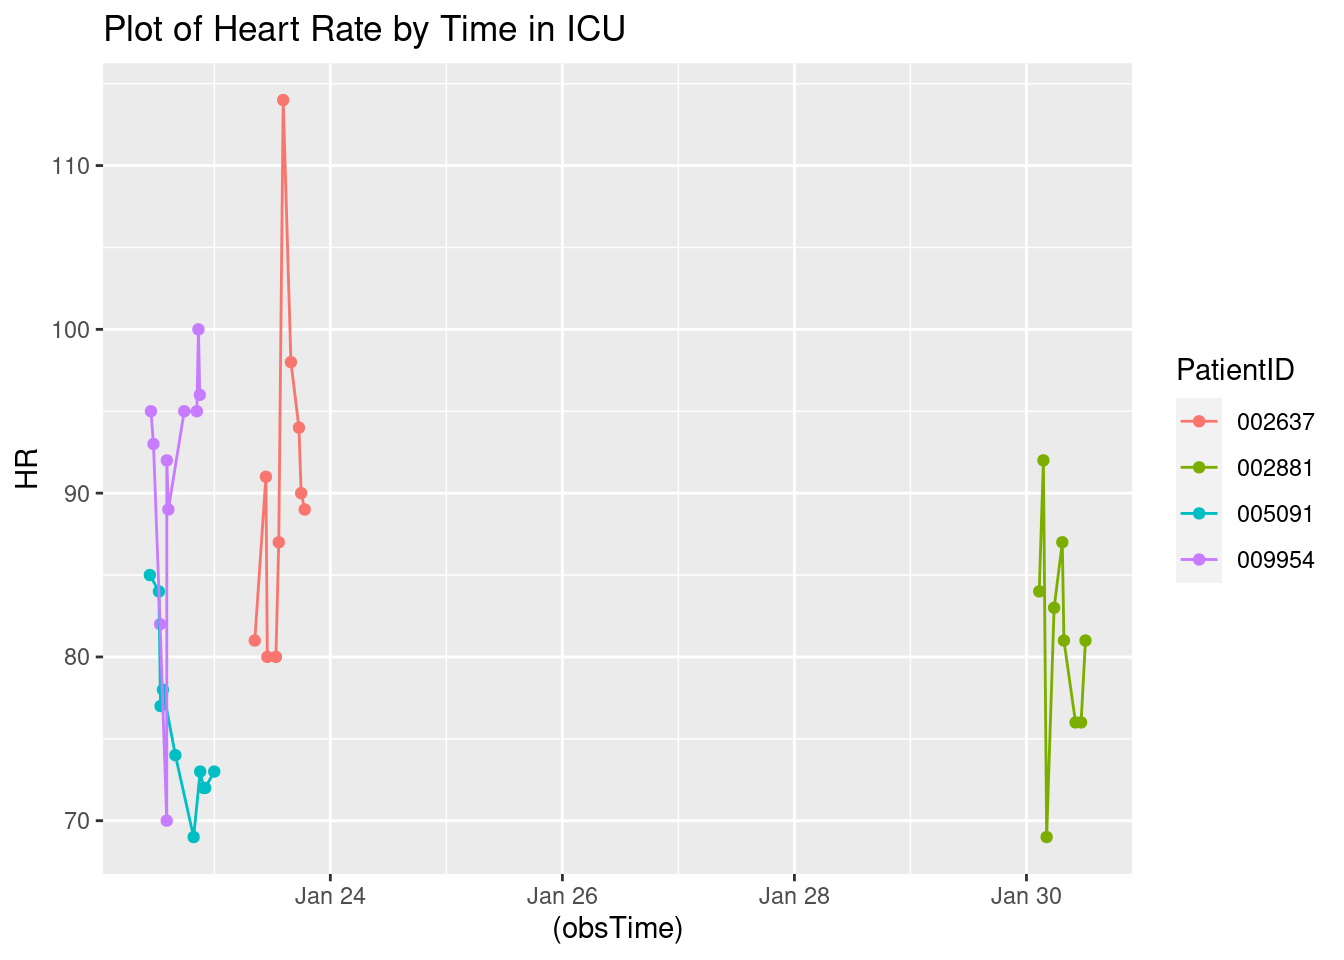 Plot of Heart Rate by Time in ICU
110
100
90
80
70
HR
Jan 24
Jan 26
Jan 28
Jan 30
(obsTime)
PatientID
002637
002881
005091
009954